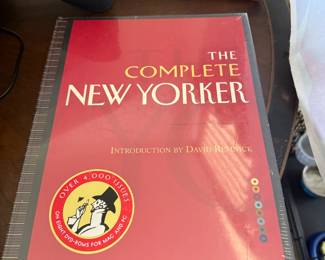 THE
COMPLETE
NEW YORKER
INTRODUCTION BY DAVID REMNICK
OVER 4,000 ISSUES
ON EIGHT DVD-ROMS FOR MAC AND PC